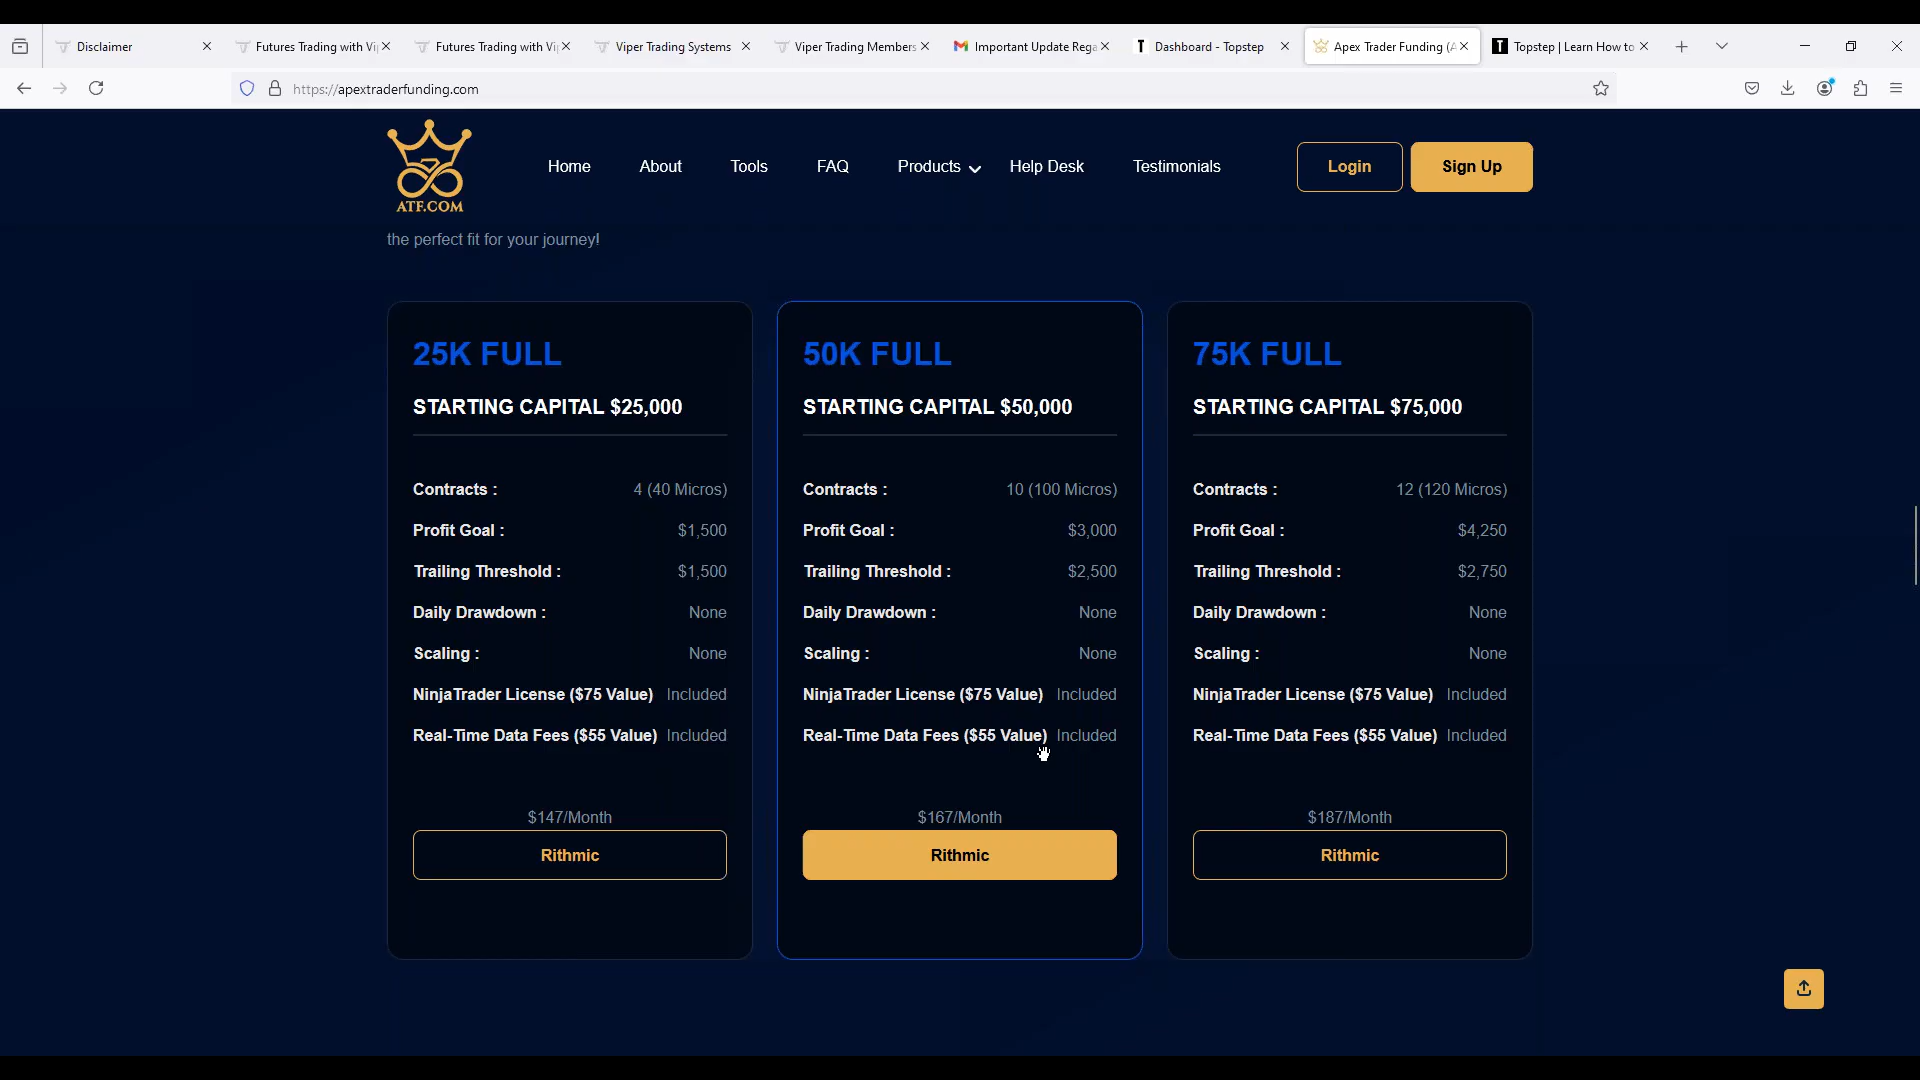 Disclaimer
Futures Trading with Vi
Futures Trading with Vi
Viper Trading Systems
Viper Trading Members
Important Update Rega
Dashboard - Topstep
Apex Trader Funding (A
Topstep | Learn How to
https://apextraderfunding.com
ATF.COM
Home
About
Tools
FAQ
Products
Help Desk
Testimonials
Login
Sign Up
the perfect fit for your journey!
25K FULL
STARTING CAPITAL $25,000
Contracts : 4 (40 Micros)
Profit Goal : $1,500
Trailing Threshold : $1,500
Daily Drawdown : None
Scaling : None
NinjaTrader License ($75 Value) Included
Real-Time Data Fees ($55 Value) Included
$147/Month
Rithmic
50K FULL
STARTING CAPITAL $50,000
Contracts : 10 (100 Micros)
Profit Goal : $3,000
Trailing Threshold : $2,500
Daily Drawdown : None
Scaling : None
NinjaTrader License ($75 Value) Included
Real-Time Data Fees ($55 Value) Included
$167/Month
Rithmic
75K FULL
STARTING CAPITAL $75,000
Contracts : 12 (120 Micros)
Profit Goal : $4,250
Trailing Threshold : $2,750
Daily Drawdown : None
Scaling : None
NinjaTrader License ($75 Value) Included
Real-Time Data Fees ($55 Value) Included
$187/Month
Rithmic